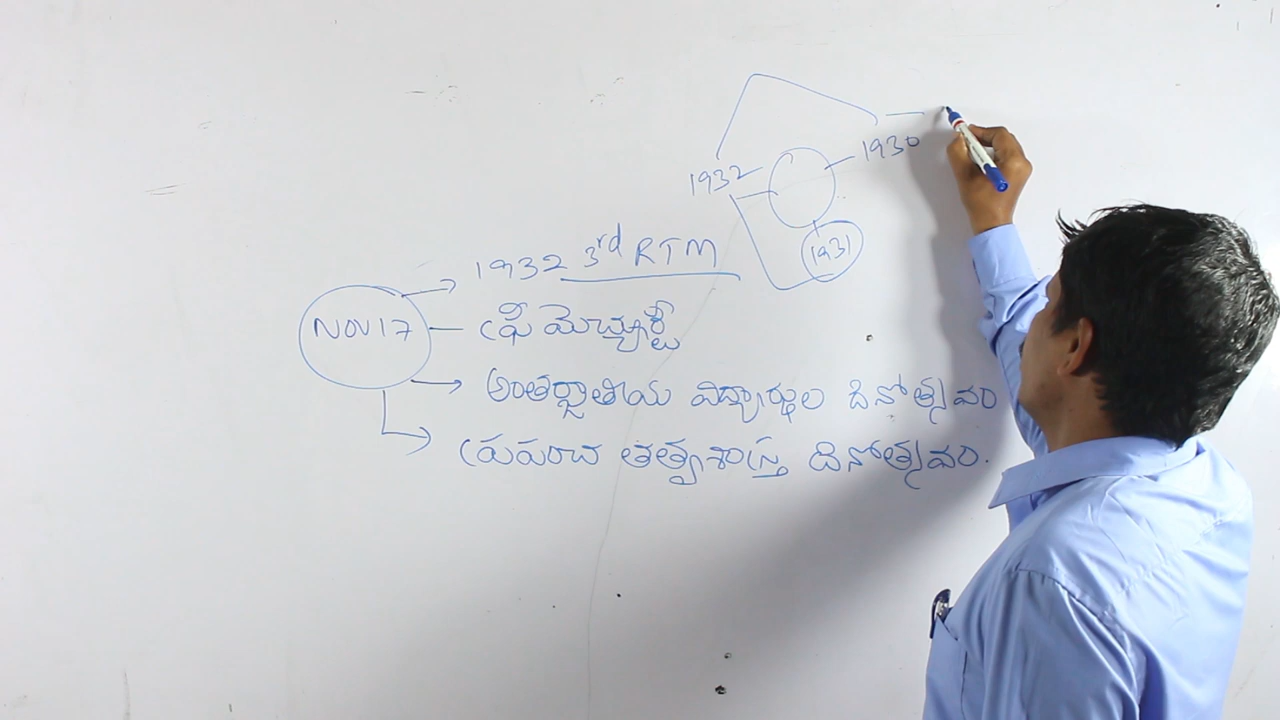 1930
1932
1931
1932 3rd RTM
NOV 17
ఫ్రీ మెచ్యూర్టీ
అంతర్జాతీయ విద్యార్థుల దినోత్సవం
ప్రపంచ తత్వశాస్త్ర దినోత్సవం.